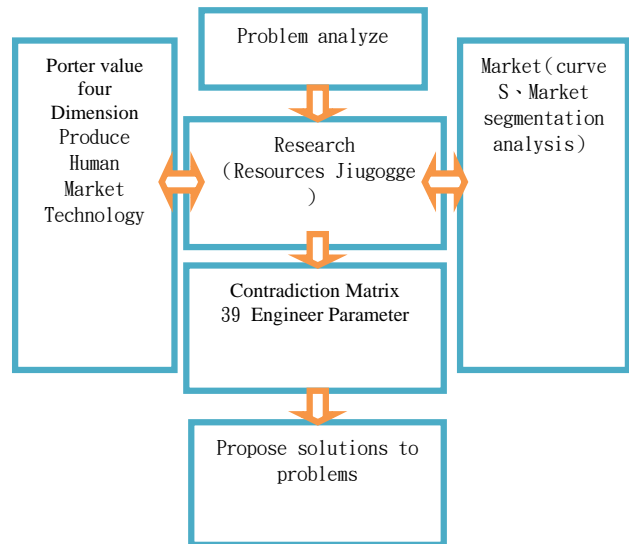 Problem analyze
Porter value
four
Dimension
Produce
Human
Market
Technology
Research
(Resources Jiugogge
)
Market(curve
S、Market
segmentation
analysis)
Contradiction Matrix
39 Engineer Parameter
Propose solutions to
problems